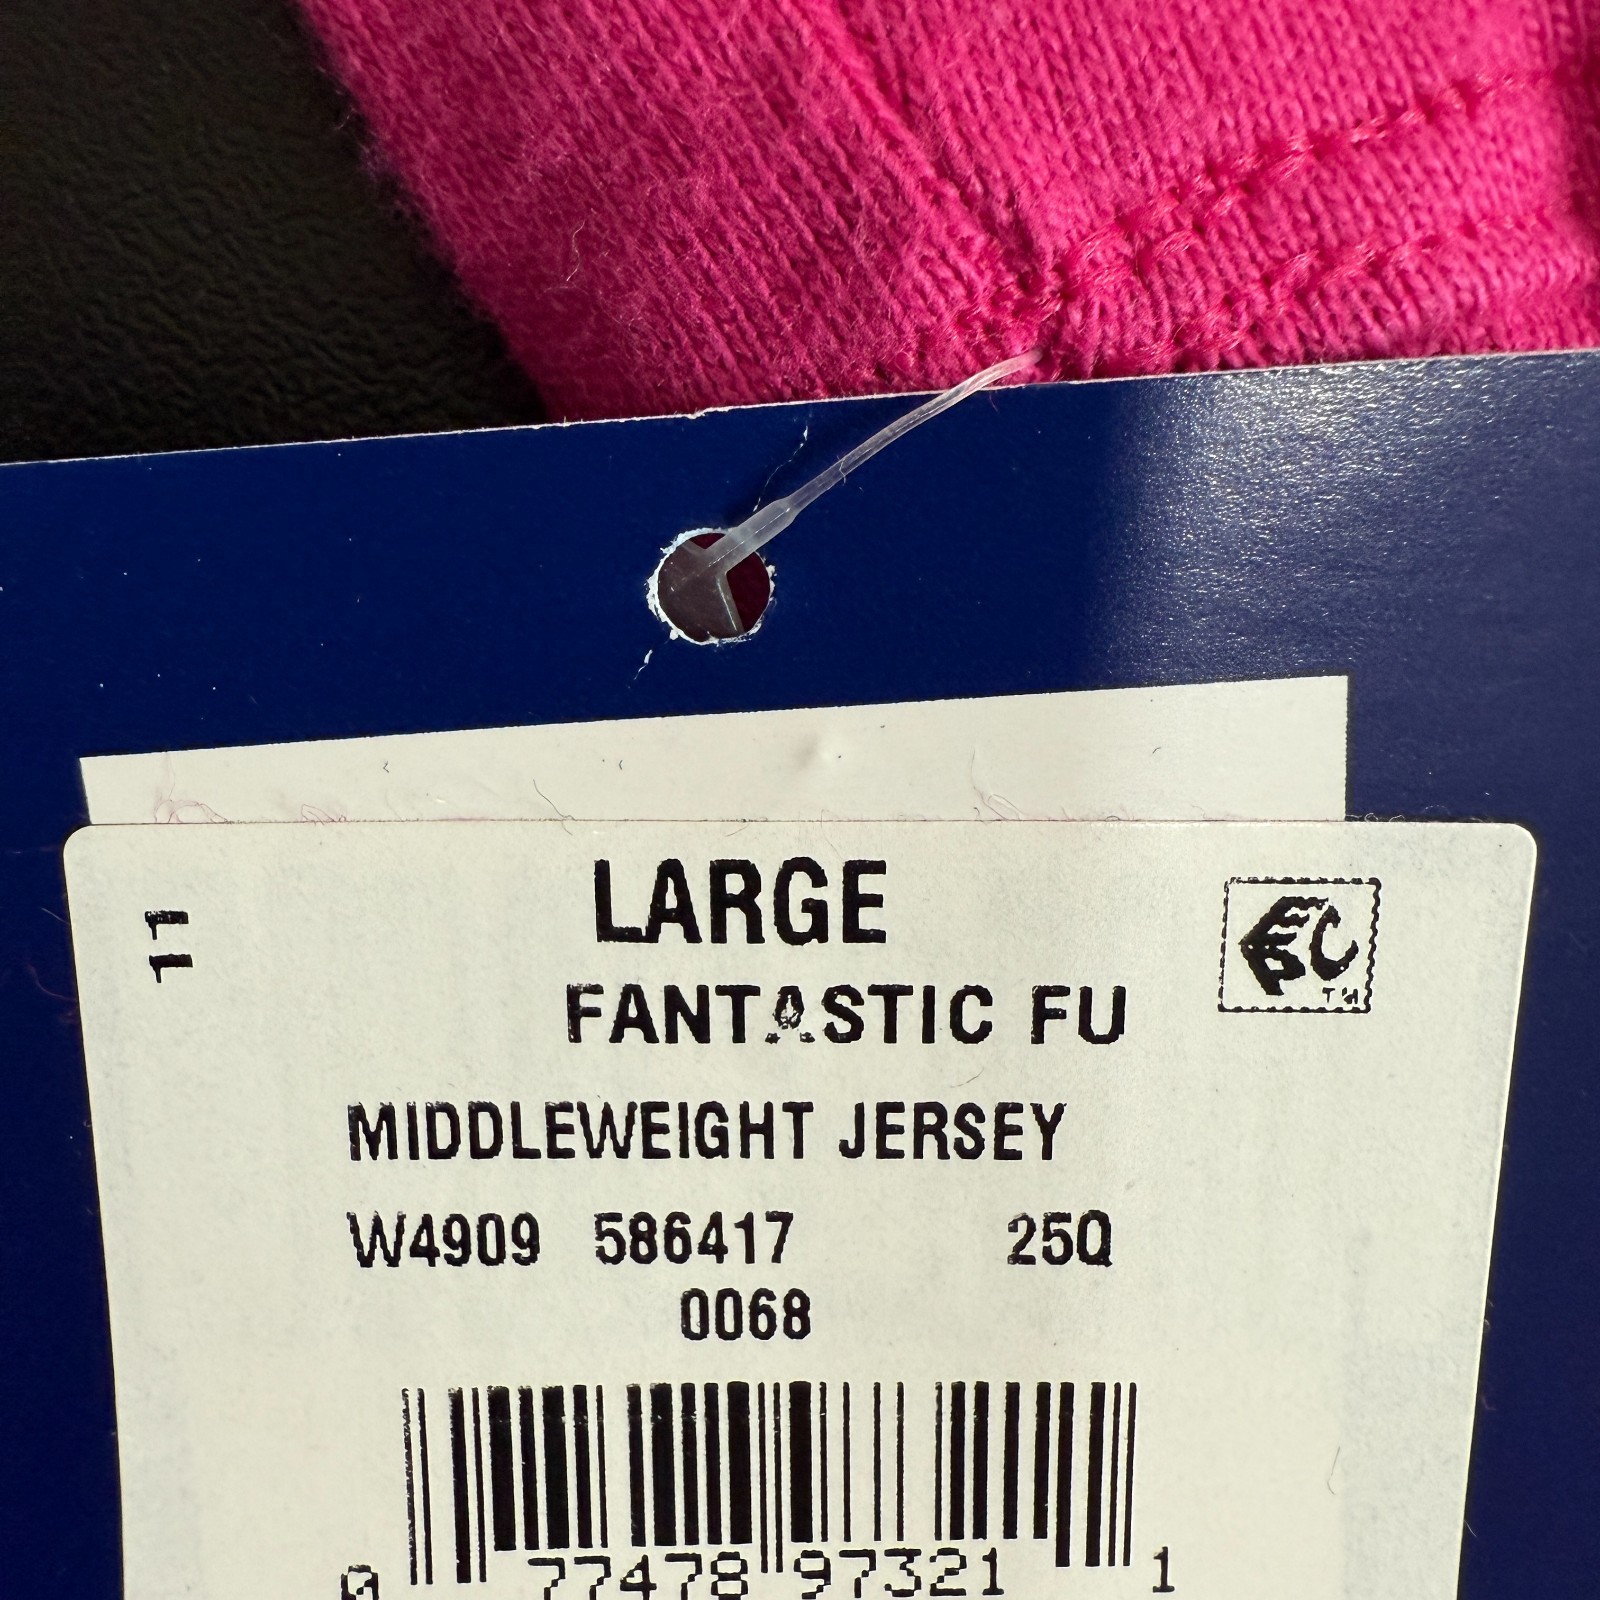 11
LARGE
FANTASTIC FU
MIDDLEWEIGHT JERSEY
W4909 586417 25Q
0068
0 77478 97321 1